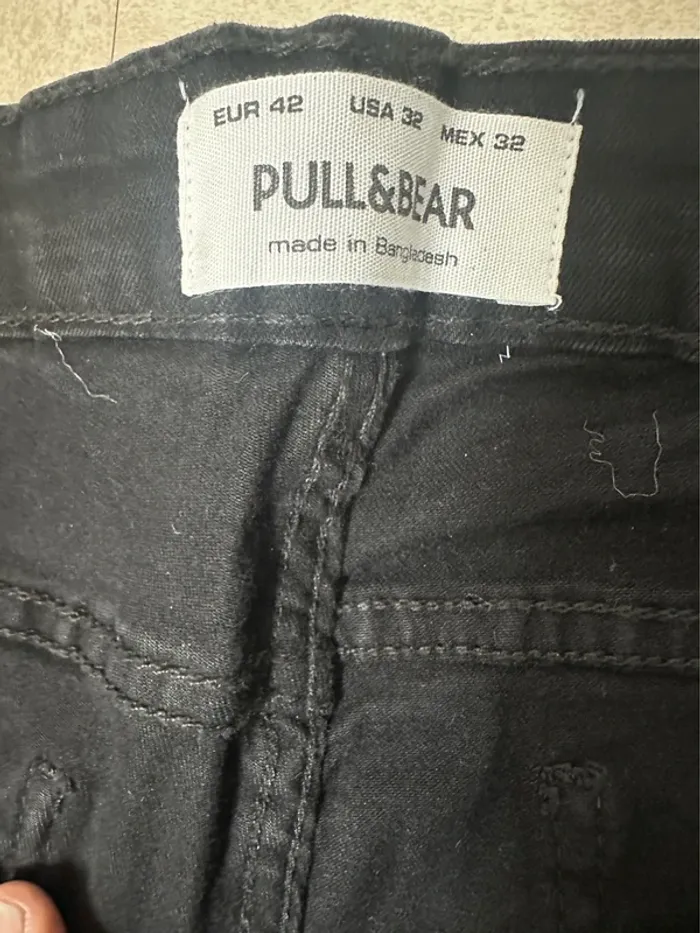 EUR 42 USA 32 MEX 32
PULL&BEAR
made in Bangladesh